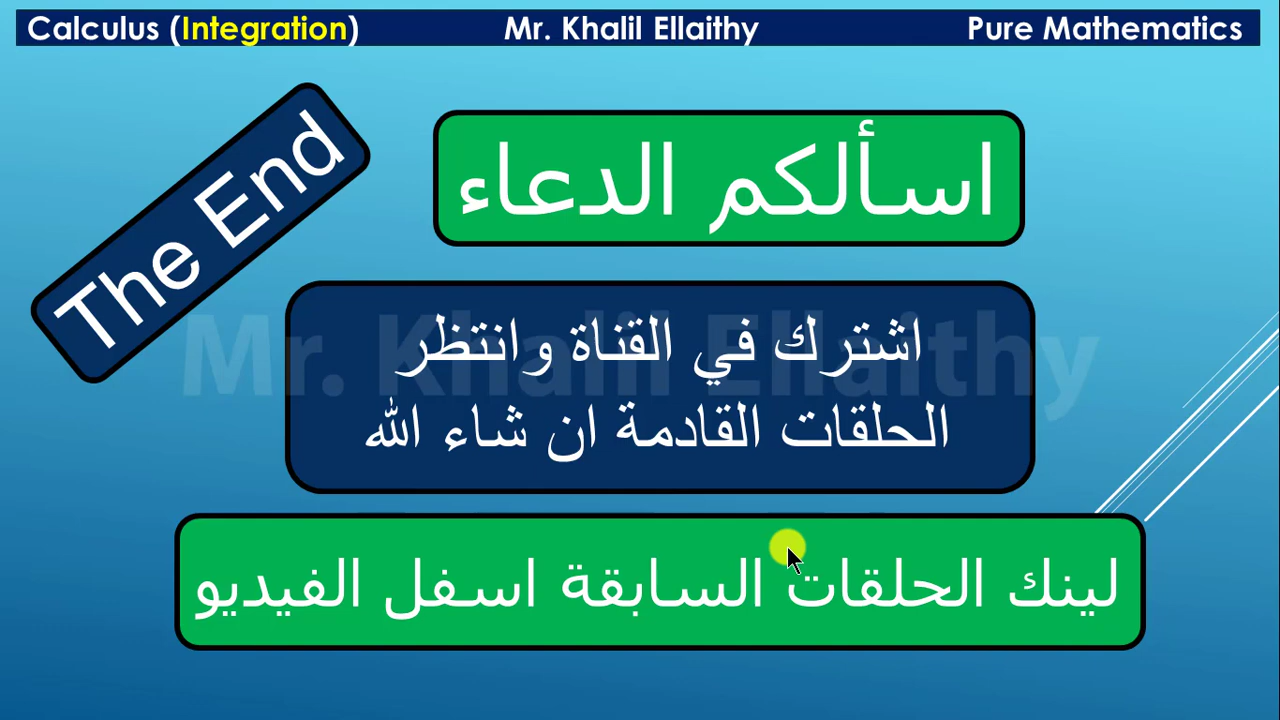 Calculus (Integration) Mr. Khalil Ellaithy Pure Mathematics
The End
اسألكم الدعاء
اشترك في القناة وانتظر
الحلقات القادمة ان شاء الله
Mr. Khalil Ellaithy
لينك الحلقات السابقة اسفل الفيديو